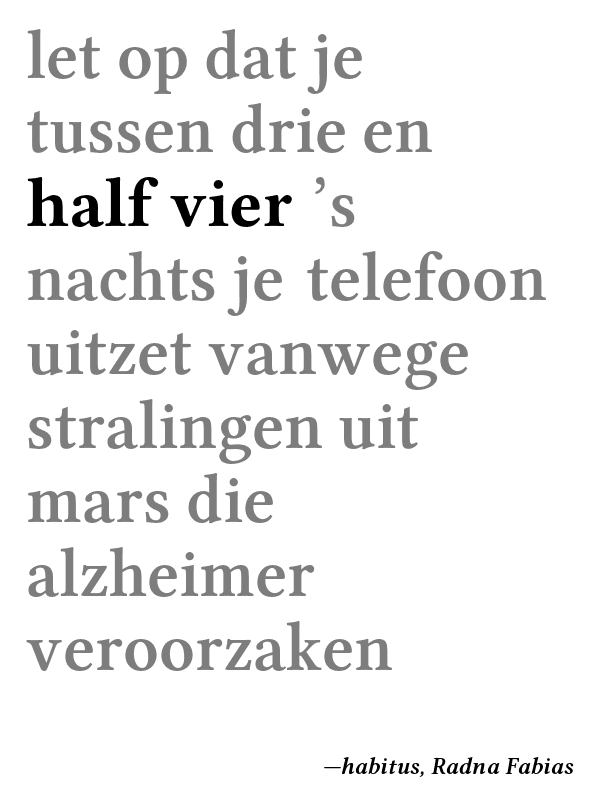 let op dat je
tussen drie en
half vier ’s
nachts je telefoon
uitzet vanwege
stralingen uit
mars die
alzheimer
veroorzaken
—habitus, Radna Fabias